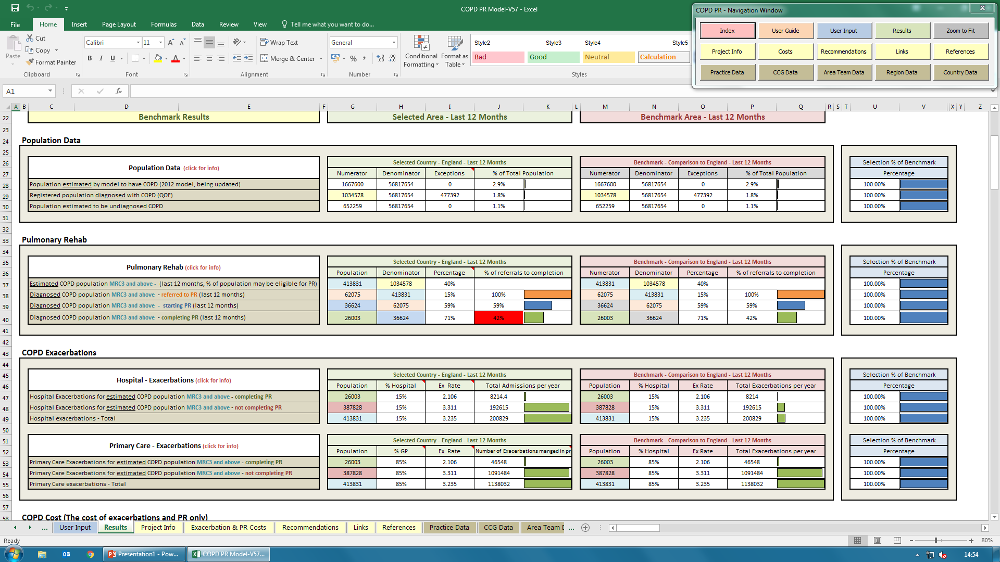 COPD PR Model-V57 - Excel
COPD PR - Navigation Window
File Home Insert Page Layout Formulas Data Review View Tell me what you want to do...
Index User Guide User Input Results Zoom to Fit
Project Info Costs Recommendations Links References
Practice Data CCG Data Area Team Data Region Data Country Data
Paste
Cut
Copy
Format Painter
Clipboard
Calibri 11
B I U
Font
Wrap Text
Merge & Center
Alignment
General
Number
Conditional Formatting
Format as Table
Style2 Style3 Style4 Style5
Bad Good Neutral Calculation
Styles
A1
fx
A B C D E F G H I J K L M N O P Q R S T U V X Y Z
22 Benchmark Results Selected Area - Last 12 Months Benchmark Area - Last 12 Months
23
24 Population Data
25
26 Population Data (click for info) Selected Country - England - Last 12 Months Benchmark - Comparison to England - Last 12 Months Selection % of Benchmark
27 Numerator Denominator Exceptions % of Total Population Numerator Denominator Exceptions % of Total Population Percentage
28 Population estimated by model to have COPD (2012 model, being updated) 1667600 56817654 0 2.9% 1667600 56817654 0 2.9% 100.00%
29 Registered population diagnosed with COPD (QOF) 1034578 56817654 477392 1.8% 1034578 56817654 477392 1.8% 100.00%
30 Population estimated to be undiagnosed COPD 652259 56817654 0 1.1% 652259 56817654 0 1.1% 100.00%
31
32
33 Pulmonary Rehab
34
35 Pulmonary Rehab (click for info) Selected Country - England - Last 12 Months Benchmark - Comparison to England - Last 12 Months Selection % of Benchmark
36 Population Denominator Percentage % of referrals to completion Numerator Denominator Percentage % of referrals to completion Percentage
37 Estimated COPD population MRC3 and above - (last 12 months, % of population may be eligible for PR) 413831 1034578 40% 413831 1034578 40% 100.00%
38 Diagnosed COPD population MRC3 and above - referred to PR (last 12 months) 62075 413831 15% 100% 62075 413831 15% 100% 100.00%
39 Diagnosed COPD population MRC3 and above - starting PR (last 12 months) 36624 62075 59% 59% 36624 62075 59% 59% 100.00%
40 Diagnosed COPD population MRC3 and above - completing PR (last 12 months) 26003 36624 71% 42% 26003 36624 71% 42% 100.00%
41
42
43 COPD Exacerbations
44
45 Hospital - Exacerbations (click for info) Selected Country - England - Last 12 Months Benchmark - Comparison to England - Last 12 Months Selection % of Benchmark
46 Population % Hospital Ex Rate Total Admissions per year Population % Hospital Ex Rate Total Exacerbations per year Percentage
47 Hospital Exacerbations for estimated COPD population MRC3 and above - completing PR 26003 15% 2.106 8214.4 26003 15% 2.106 8214 100.00%
48 Hospital Exacerbations for estimated COPD population MRC3 and above - not completing PR 387828 15% 3.311 192615 387828 15% 3.311 192615 100.00%
49 Hospital exacerbations - Total 413831 15% 3.235 200829 413831 15% 3.235 200829 100.00%
50
51 Primary Care - Exacerbations (click for info) Selected Country - England - Last 12 Months Benchmark - Comparison to England - Last 12 Months Selection % of Benchmark
52 Population % GP Ex Rate Number of Exacerbations manged in pr Population % Hospital Ex Rate Total Exacerbations per year Percentage
53 Primary Care Exacerbations for estimated COPD population MRC3 and above - completing PR 26003 85% 2.106 46548 26003 85% 2.106 46548 100.00%
54 Primary Care Exacerbations for estimated COPD population MRC3 and above - not completing PR 387828 85% 3.311 1091484 387828 85% 3.311 1091484 100.00%
55 Primary Care exacerbations - Total 413831 85% 3.235 1138032 413831 85% 3.235 1138032 100.00%
56
57
58 COPD Cost (The cost of exacerbations and PR only)
... User Input Results Project Info Exacerbation & PR Costs Recommendations Links References Practice Data CCG Data Area Team D ...
Ready 80%
Presentation1 - Pow... COPD PR Model-V57... 14:54